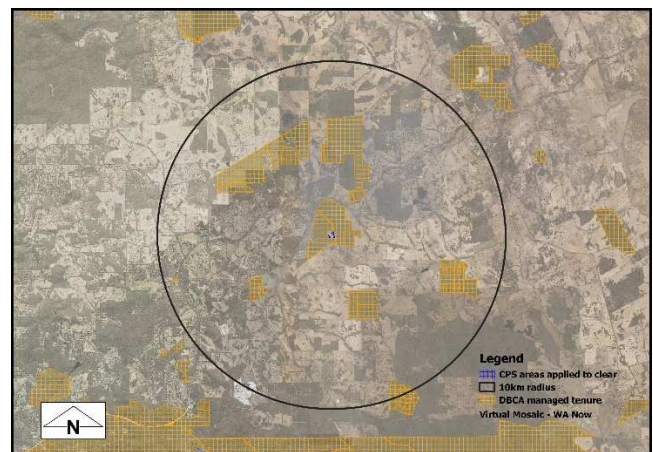 Legend
CPS areas applied to clear
10km radius
DBCA managed tenure
Virtual Mosaic - WA Now
N